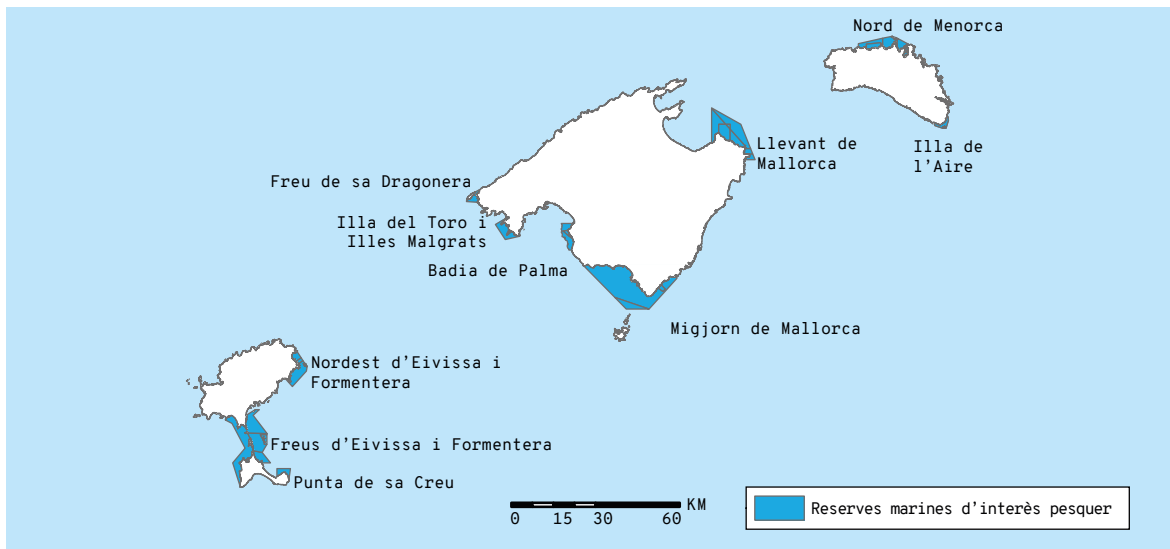 Nord de Menorca
Llevant de
Mallorca
Illa de
l'Aire
Freu de sa Dragonera
Illa del Toro i
Illes Malgrats
Badia de Palma
Migjorn de Mallorca
Nordest d'Eivissa i
Formentera
Freus d'Eivissa i Formentera
Punta de sa Creu
KM
0 15 30 60
Reserves marines d'interès pesquer